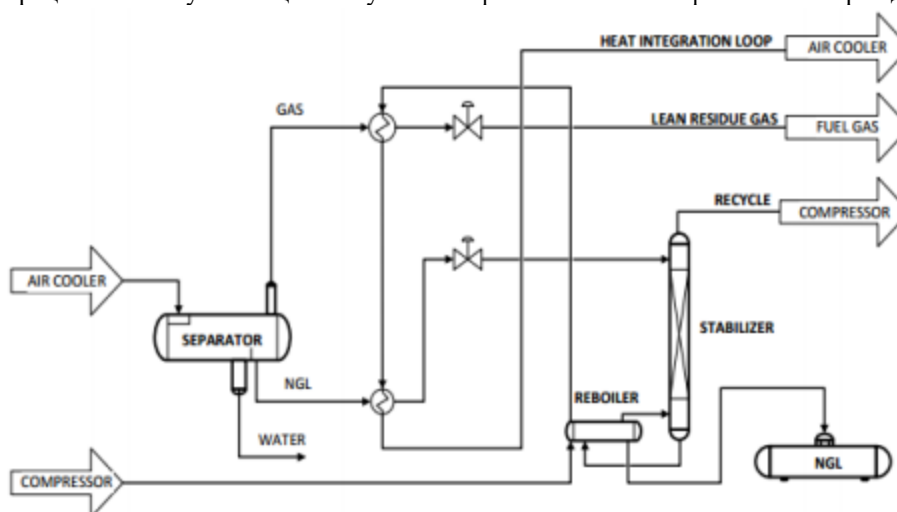 HEAT INTEGRATION LOOP
AIR COOLER
GAS
LEAN RESIDUE GAS
FUEL GAS
RECYCLE
COMPRESSOR
AIR COOLER
SEPARATOR
STABILIZER
NGL
REBOILER
WATER
NGL
COMPRESSOR